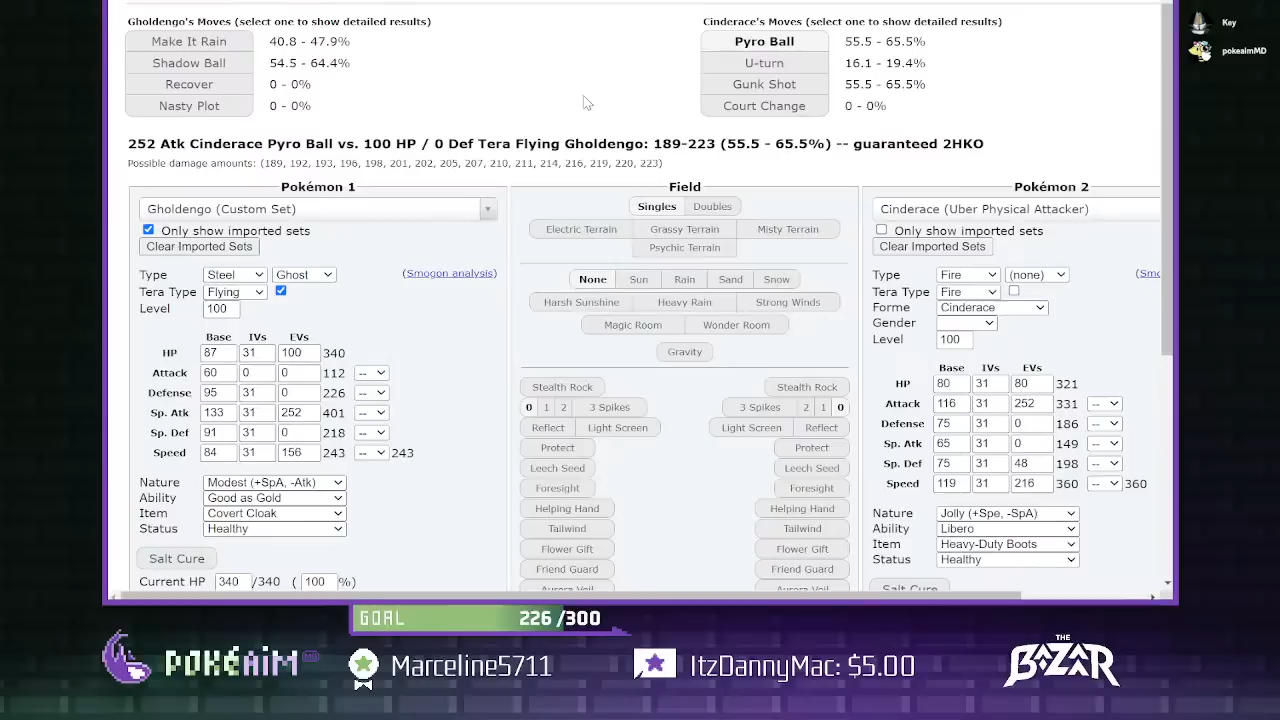 Key
pokeaimMD
Gholdengo's Moves (select one to show detailed results)
Make It Rain 40.8 - 47.9%
Shadow Ball 54.5 - 64.4%
Recover 0 - 0%
Nasty Plot 0 - 0%
Cinderace's Moves (select one to show detailed results)
Pyro Ball 55.5 - 65.5%
U-turn 16.1 - 19.4%
Gunk Shot 55.5 - 65.5%
Court Change 0 - 0%
252 Atk Cinderace Pyro Ball vs. 100 HP / 0 Def Tera Flying Gholdengo: 189-223 (55.5 - 65.5%) -- guaranteed 2HKO
Possible damage amounts: (189, 192, 193, 196, 198, 201, 202, 205, 207, 210, 211, 214, 216, 219, 220, 223)
Pokémon 1
Gholdengo (Custom Set)
Only show imported sets
Clear Imported Sets
Type Steel Ghost (Smogon analysis)
Tera Type Flying
Level 100
Base IVs EVs
HP 87 31 100 340
Attack 60 0 0 112 --
Defense 95 31 0 226 --
Sp. Atk 133 31 252 401 --
Sp. Def 91 31 0 218 --
Speed 84 31 156 243 -- 243
Nature Modest (+SpA, -Atk)
Ability Good as Gold
Item Covert Cloak
Status Healthy
Salt Cure
Current HP 340 /340 ( 100 %)
Field
Singles Doubles
Electric Terrain Grassy Terrain Misty Terrain
Psychic Terrain
None Sun Rain Sand Snow
Harsh Sunshine Heavy Rain Strong Winds
Magic Room Wonder Room
Gravity
Stealth Rock Stealth Rock
0 1 2 3 Spikes 3 Spikes 2 1 0
Reflect Light Screen Light Screen Reflect
Protect Protect
Leech Seed Leech Seed
Foresight Foresight
Helping Hand Helping Hand
Tailwind Tailwind
Flower Gift Flower Gift
Friend Guard Friend Guard
Aurora Veil Aurora Veil
Pokémon 2
Cinderace (Uber Physical Attacker)
Only show imported sets
Clear Imported Sets
Type Fire (none) (Smo
Tera Type Fire
Forme Cinderace
Gender
Level 100
Base IVs EVs
HP 80 31 80 321
Attack 116 31 252 331 --
Defense 75 31 0 186 --
Sp. Atk 65 31 0 149 --
Sp. Def 75 31 48 198 --
Speed 119 31 216 360 -- 360
Nature Jolly (+Spe, -SpA)
Ability Libero
Item Heavy-Duty Boots
Status Healthy
Salt Cure
GOAL 226 /300
POKÉAIM MD
Marceline5711
ItzDannyMac: $5.00
THE
BAZAR